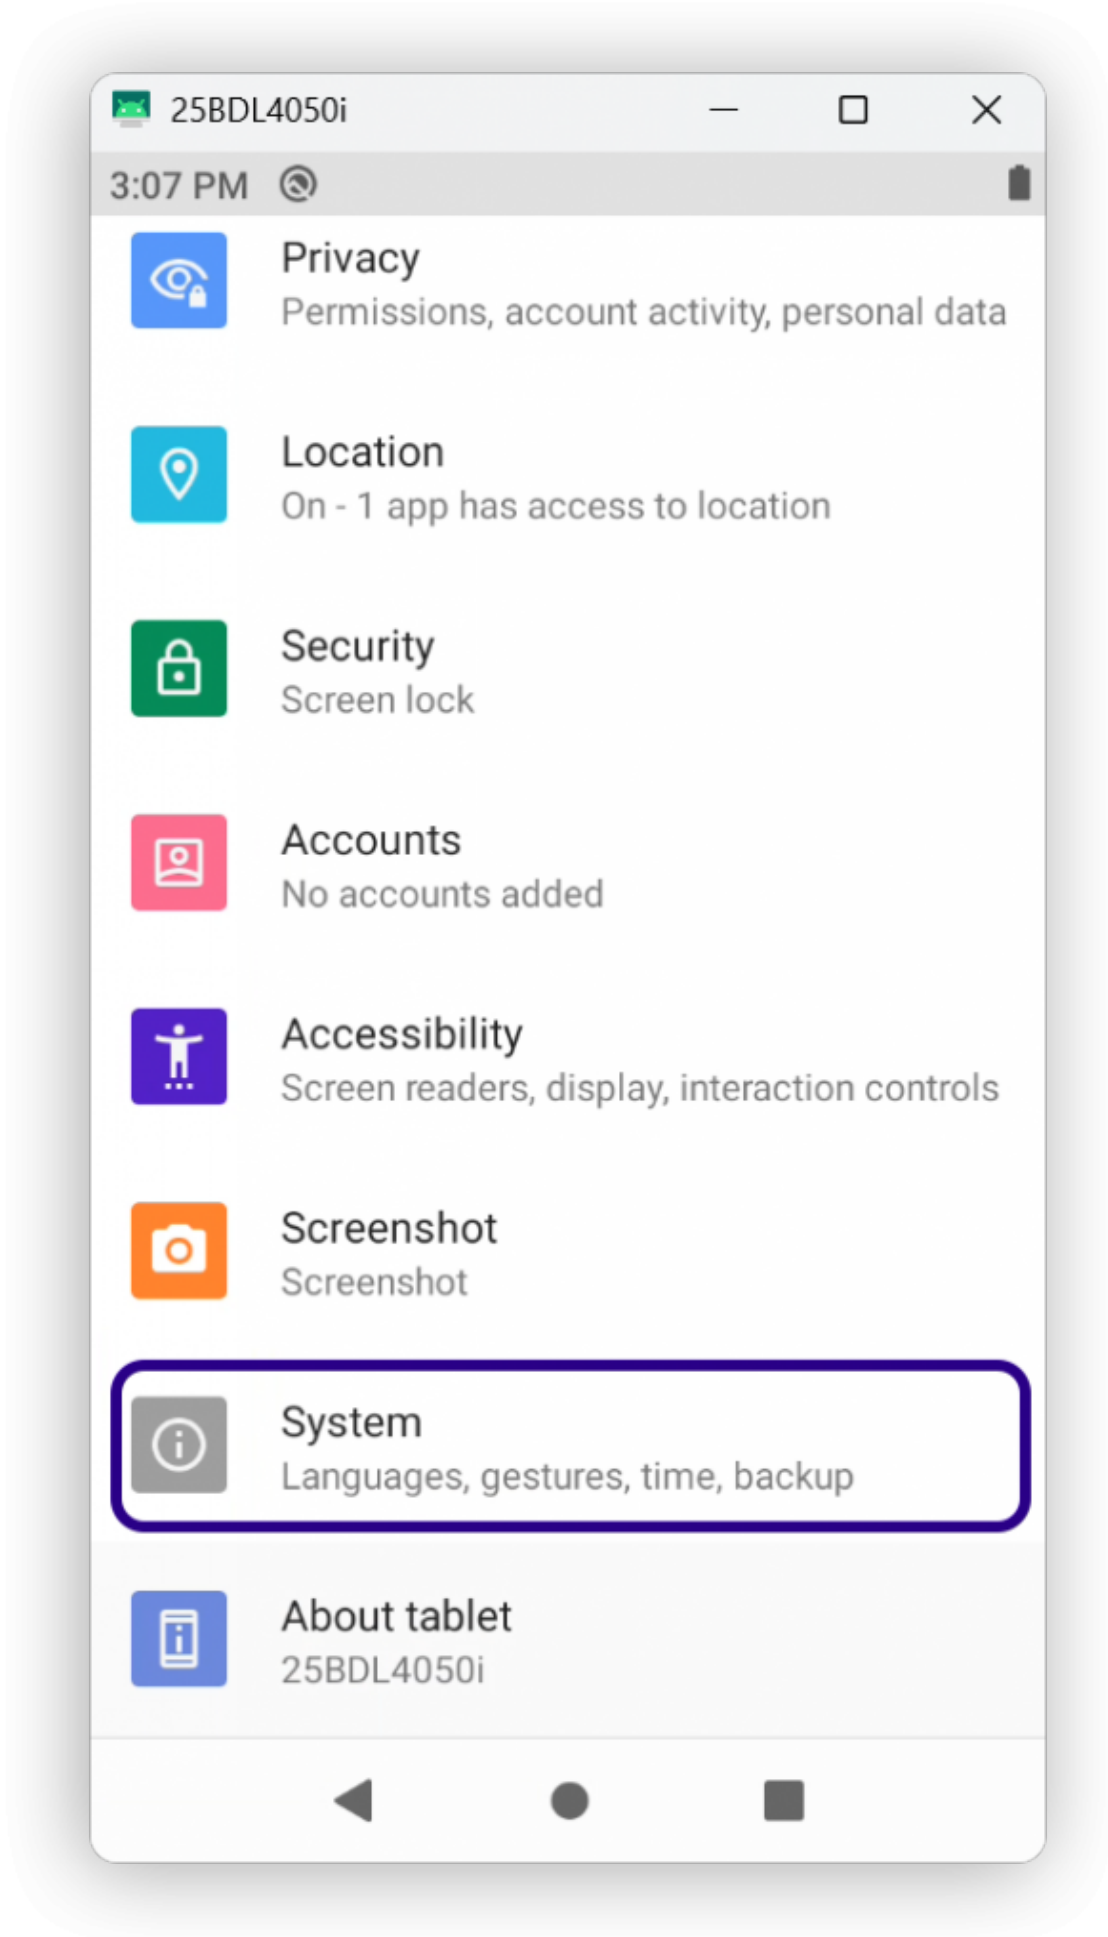 25BDL4050i
3:07 PM
Privacy
Permissions, account activity, personal data
Location
On - 1 app has access to location
Security
Screen lock
Accounts
No accounts added
Accessibility
Screen readers, display, interaction controls
Screenshot
Screenshot
System
Languages, gestures, time, backup
About tablet
25BDL4050i